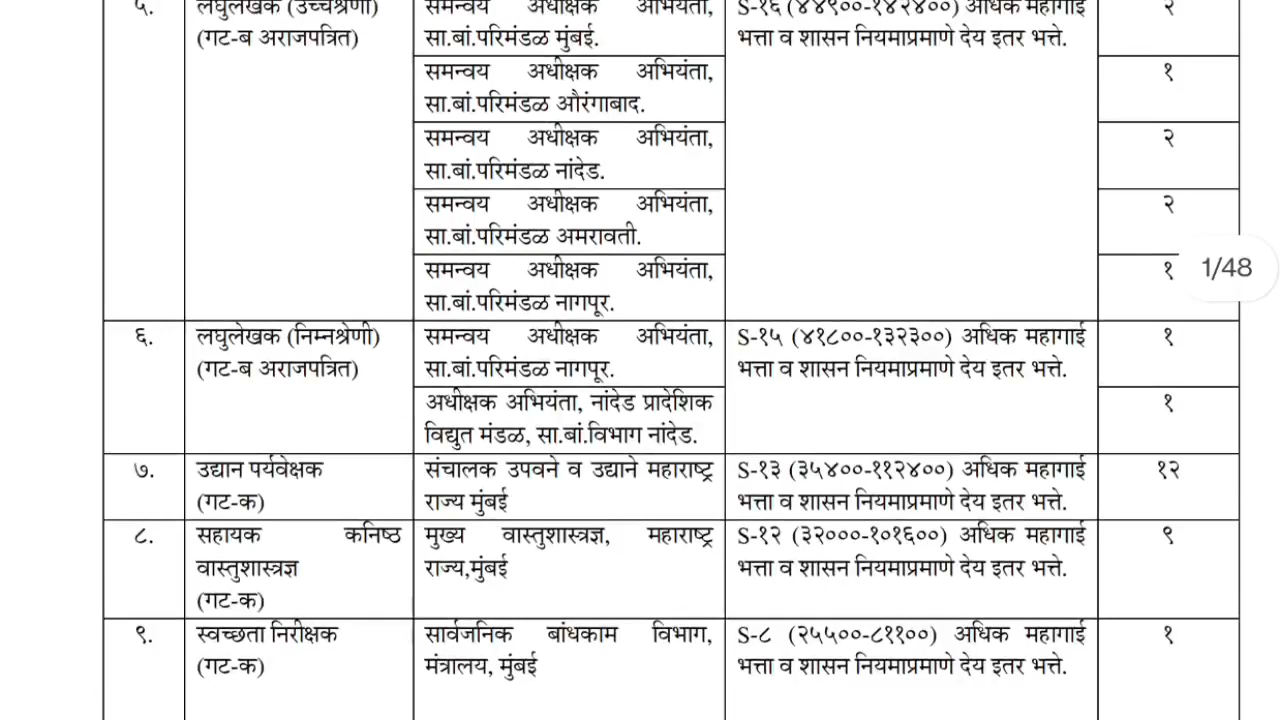 ५. लघुलेखक (उच्चश्रेणी) समन्वय अधीक्षक अभियंता, S-१६ (४४९००-१४२४००) अधिक महागाई २
(गट-ब अराजपत्रित) सा.बां.परिमंडळ मुंबई. भत्ता व शासन नियमाप्रमाणे देय इतर भत्ते.
समन्वय अधीक्षक अभियंता, १
सा.बां.परिमंडळ औरंगाबाद.
समन्वय अधीक्षक अभियंता, २
सा.बां.परिमंडळ नांदेड.
समन्वय अधीक्षक अभियंता, २
सा.बां.परिमंडळ अमरावती.
समन्वय अधीक्षक अभियंता, १ 1/48
सा.बां.परिमंडळ नागपूर.
६. लघुलेखक (निम्नश्रेणी) समन्वय अधीक्षक अभियंता, S-१५ (४१८००-१३२३००) अधिक महागाई १
(गट-ब अराजपत्रित) सा.बां.परिमंडळ नागपूर. भत्ता व शासन नियमाप्रमाणे देय इतर भत्ते.
अधीक्षक अभियंता, नांदेड प्रादेशिक १
विद्युत मंडळ, सा.बां.विभाग नांदेड.
७. उद्यान पर्यवेक्षक संचालक उपवने व उद्याने महाराष्ट्र S-१३ (३५४००-११२४००) अधिक महागाई १२
(गट-क) राज्य मुंबई भत्ता व शासन नियमाप्रमाणे देय इतर भत्ते.
८. सहायक कनिष्ठ मुख्य वास्तुशास्त्रज्ञ, महाराष्ट्र S-१२ (३२०००-१०१६००) अधिक महागाई ९
वास्तुशास्त्रज्ञ राज्य,मुंबई भत्ता व शासन नियमाप्रमाणे देय इतर भत्ते.
(गट-क)
९. स्वच्छता निरीक्षक सार्वजनिक बांधकाम विभाग, S-८ (२५५००-८११००) अधिक महागाई १
(गट-क) मंत्रालय, मुंबई भत्ता व शासन नियमाप्रमाणे देय इतर भत्ते.